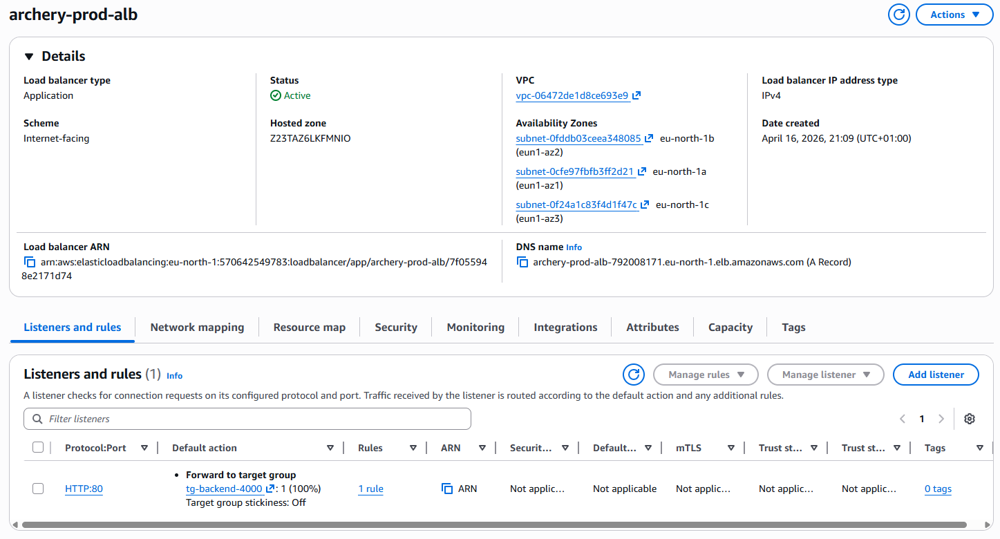 archery-prod-alb
Actions
Details
Load balancer type
Application
Status
Active
VPC
vpc-06472de1d8ce693e9
Load balancer IP address type
IPv4
Scheme
Internet-facing
Hosted zone
Z23TAZ6LKFMNIO
Availability Zones
subnet-0fddb03ceea348085 eu-north-1b
(eun1-az2)
subnet-0cfe97fbfb3ff2d21 eu-north-1a
(eun1-az1)
subnet-0f24a1c83f4d1f47c eu-north-1c
(eun1-az3)
Date created
April 16, 2026, 21:09 (UTC+01:00)
Load balancer ARN
arn:aws:elasticloadbalancing:eu-north-1:570642549783:loadbalancer/app/archery-prod-alb/7f05594
8e2171d74
DNS name Info
archery-prod-alb-792008171.eu-north-1.elb.amazonaws.com (A Record)
Listeners and rules Network mapping Resource map Security Monitoring Integrations Attributes Capacity Tags
Listeners and rules (1) Info
Manage rules Manage listener Add listener
A listener checks for connection requests on its configured protocol and port. Traffic received by the listener is routed according to the default action and any additional rules.
Filter listeners
1
Protocol:Port Default action Rules ARN Securit... Default... mTLS Trust st... Trust st... Tags
HTTP:80
• Forward to target group
tg-backend-4000 : 1 (100%)
Target group stickiness: Off
1 rule
ARN
Not applic...
Not applicable
Not applic...
Not applic...
Not applic...
0 tags